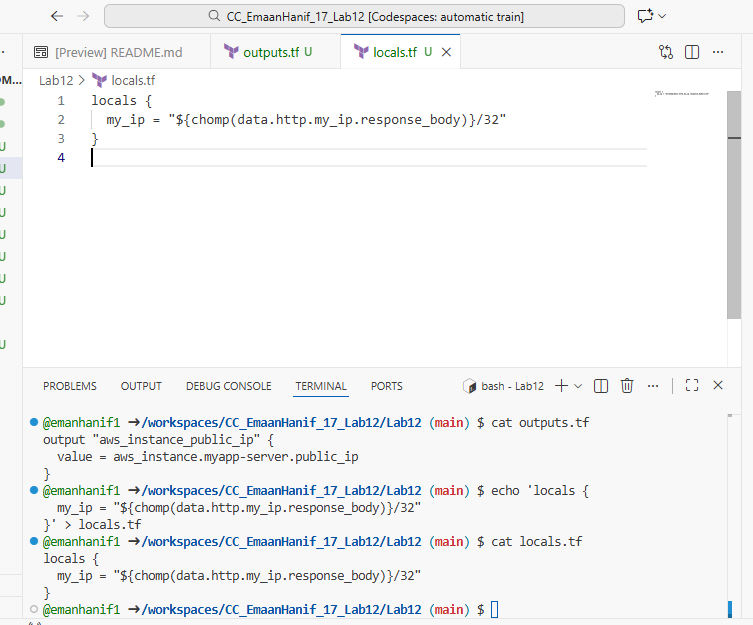 CC_EmaanHanif_17_Lab12 [Codespaces: automatic train]
[Preview] README.md
outputs.tf U
locals.tf U
Lab12 > locals.tf
1 locals {
2 my_ip = "${chomp(data.http.my_ip.response_body)}/32"
3 }
4
U
U
U
U
U
U
U
U
U
PROBLEMS OUTPUT DEBUG CONSOLE TERMINAL PORTS bash - Lab12
@emanhanif1 →/workspaces/CC_EmaanHanif_17_Lab12/Lab12 (main) $ cat outputs.tf
output "aws_instance_public_ip" {
  value = aws_instance.myapp-server.public_ip
}
@emanhanif1 →/workspaces/CC_EmaanHanif_17_Lab12/Lab12 (main) $ echo 'locals {
  my_ip = "${chomp(data.http.my_ip.response_body)}/32"
}' > locals.tf
@emanhanif1 →/workspaces/CC_EmaanHanif_17_Lab12/Lab12 (main) $ cat locals.tf
locals {
  my_ip = "${chomp(data.http.my_ip.response_body)}/32"
}
@emanhanif1 →/workspaces/CC_EmaanHanif_17_Lab12/Lab12 (main) $